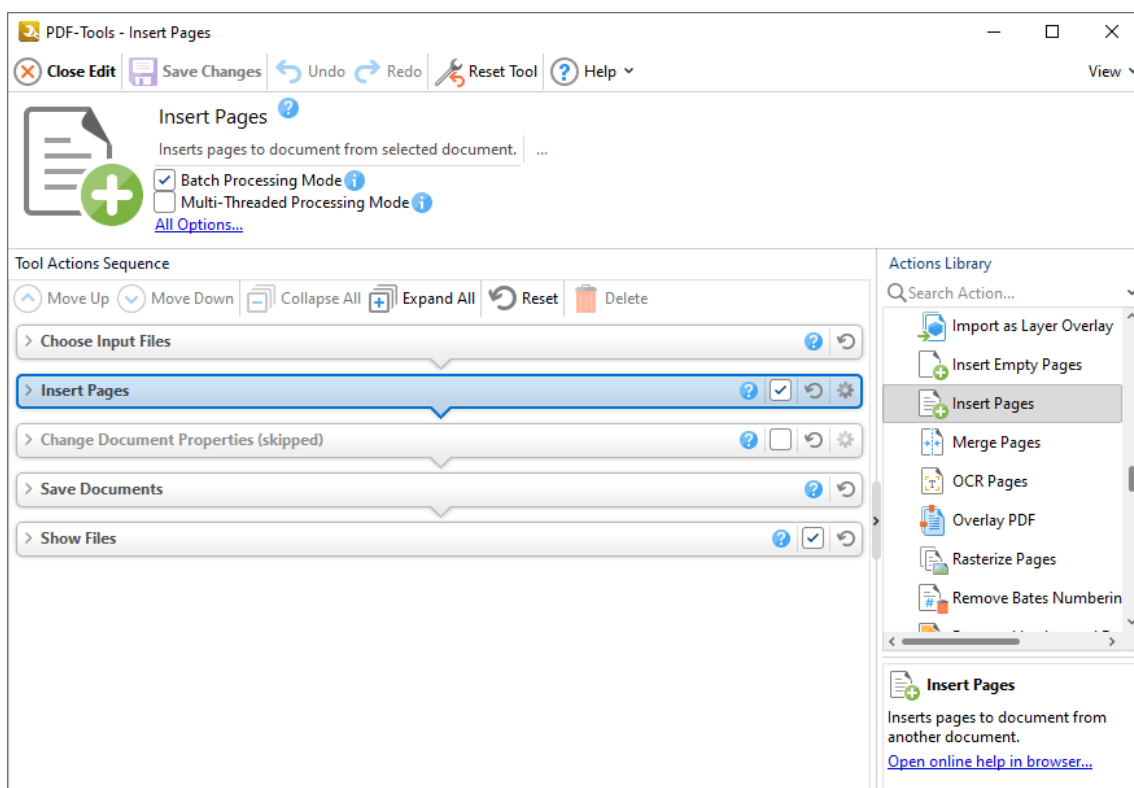 PDF-Tools - Insert Pages
Close Edit Save Changes Undo Redo Reset Tool ? Help View
Insert Pages ?
Inserts pages to document from selected document. ...
Batch Processing Mode i
Multi-Threaded Processing Mode i
All Options...
Tool Actions Sequence
Move Up Move Down Collapse All Expand All Reset Delete
Choose Input Files ?
Insert Pages ?
Change Document Properties (skipped) ?
Save Documents ?
Show Files ?
Actions Library
Search Action...
Import as Layer Overlay
Insert Empty Pages
Insert Pages
Merge Pages
T OCR Pages
Overlay PDF
Rasterize Pages
# Remove Bates Numberin
Insert Pages
Inserts pages to document from
another document.
Open online help in browser...